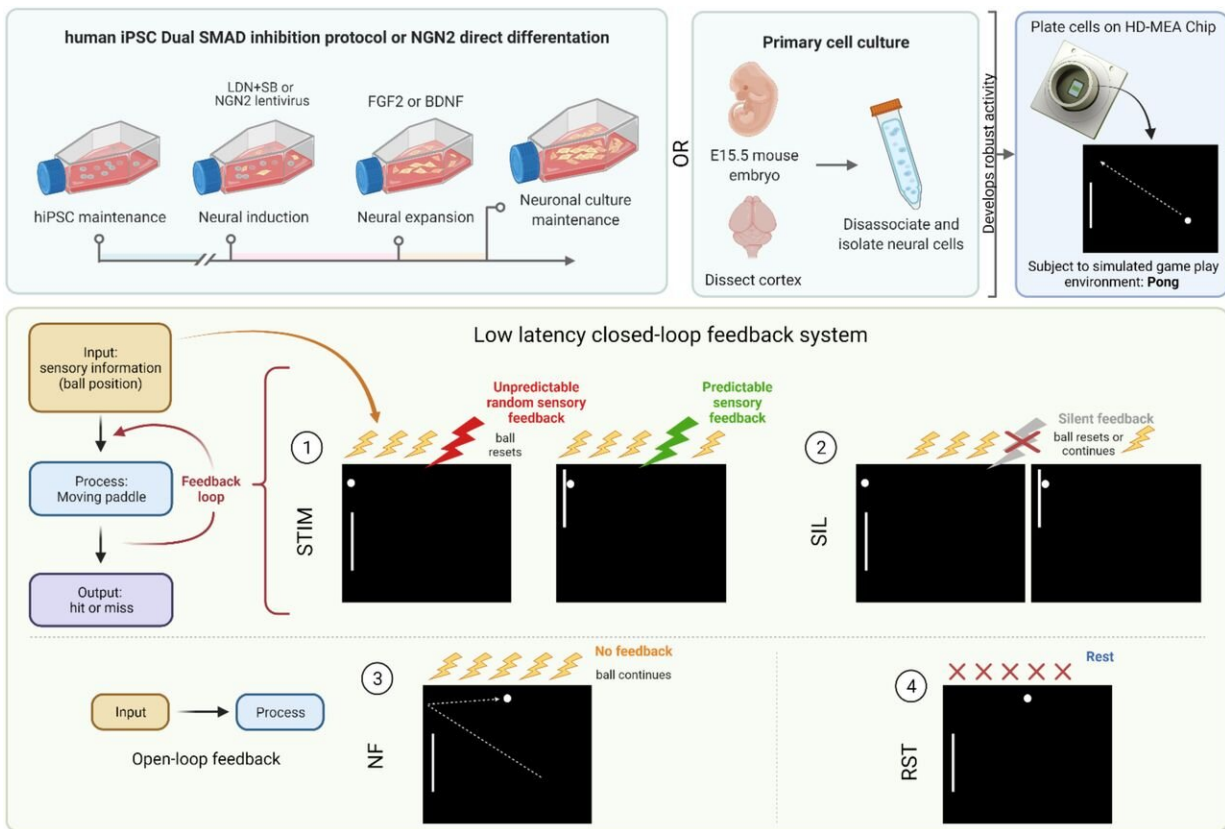 human iPSC Dual SMAD inhibition protocol or NGN2 direct differentation
LDN+SB or
NGN2 lentivirus
FGF2 or BDNF
hiPSC maintenance
Neural induction
Neural expansion
Neuronal culture
maintenance
OR
Primary cell culture
E15.5 mouse
embryo
Dissect cortex
Disassociate and
isolate neural cells
Develops robust activity
Plate cells on HD-MEA Chip
Subject to simulated game play
environment: Pong
Low latency closed-loop feedback system
Input:
sensory information
(ball position)
Process:
Moving paddle
Output:
hit or miss
Feedback
loop
1
STIM
Unpredictable
random sensory
feedback
ball
resets
Predictable
sensory
feedback
2
SIL
Silent feedback
ball resets or
continues
Input
Process
Open-loop feedback
3
NF
No feedback
ball continues
4
RST
Rest